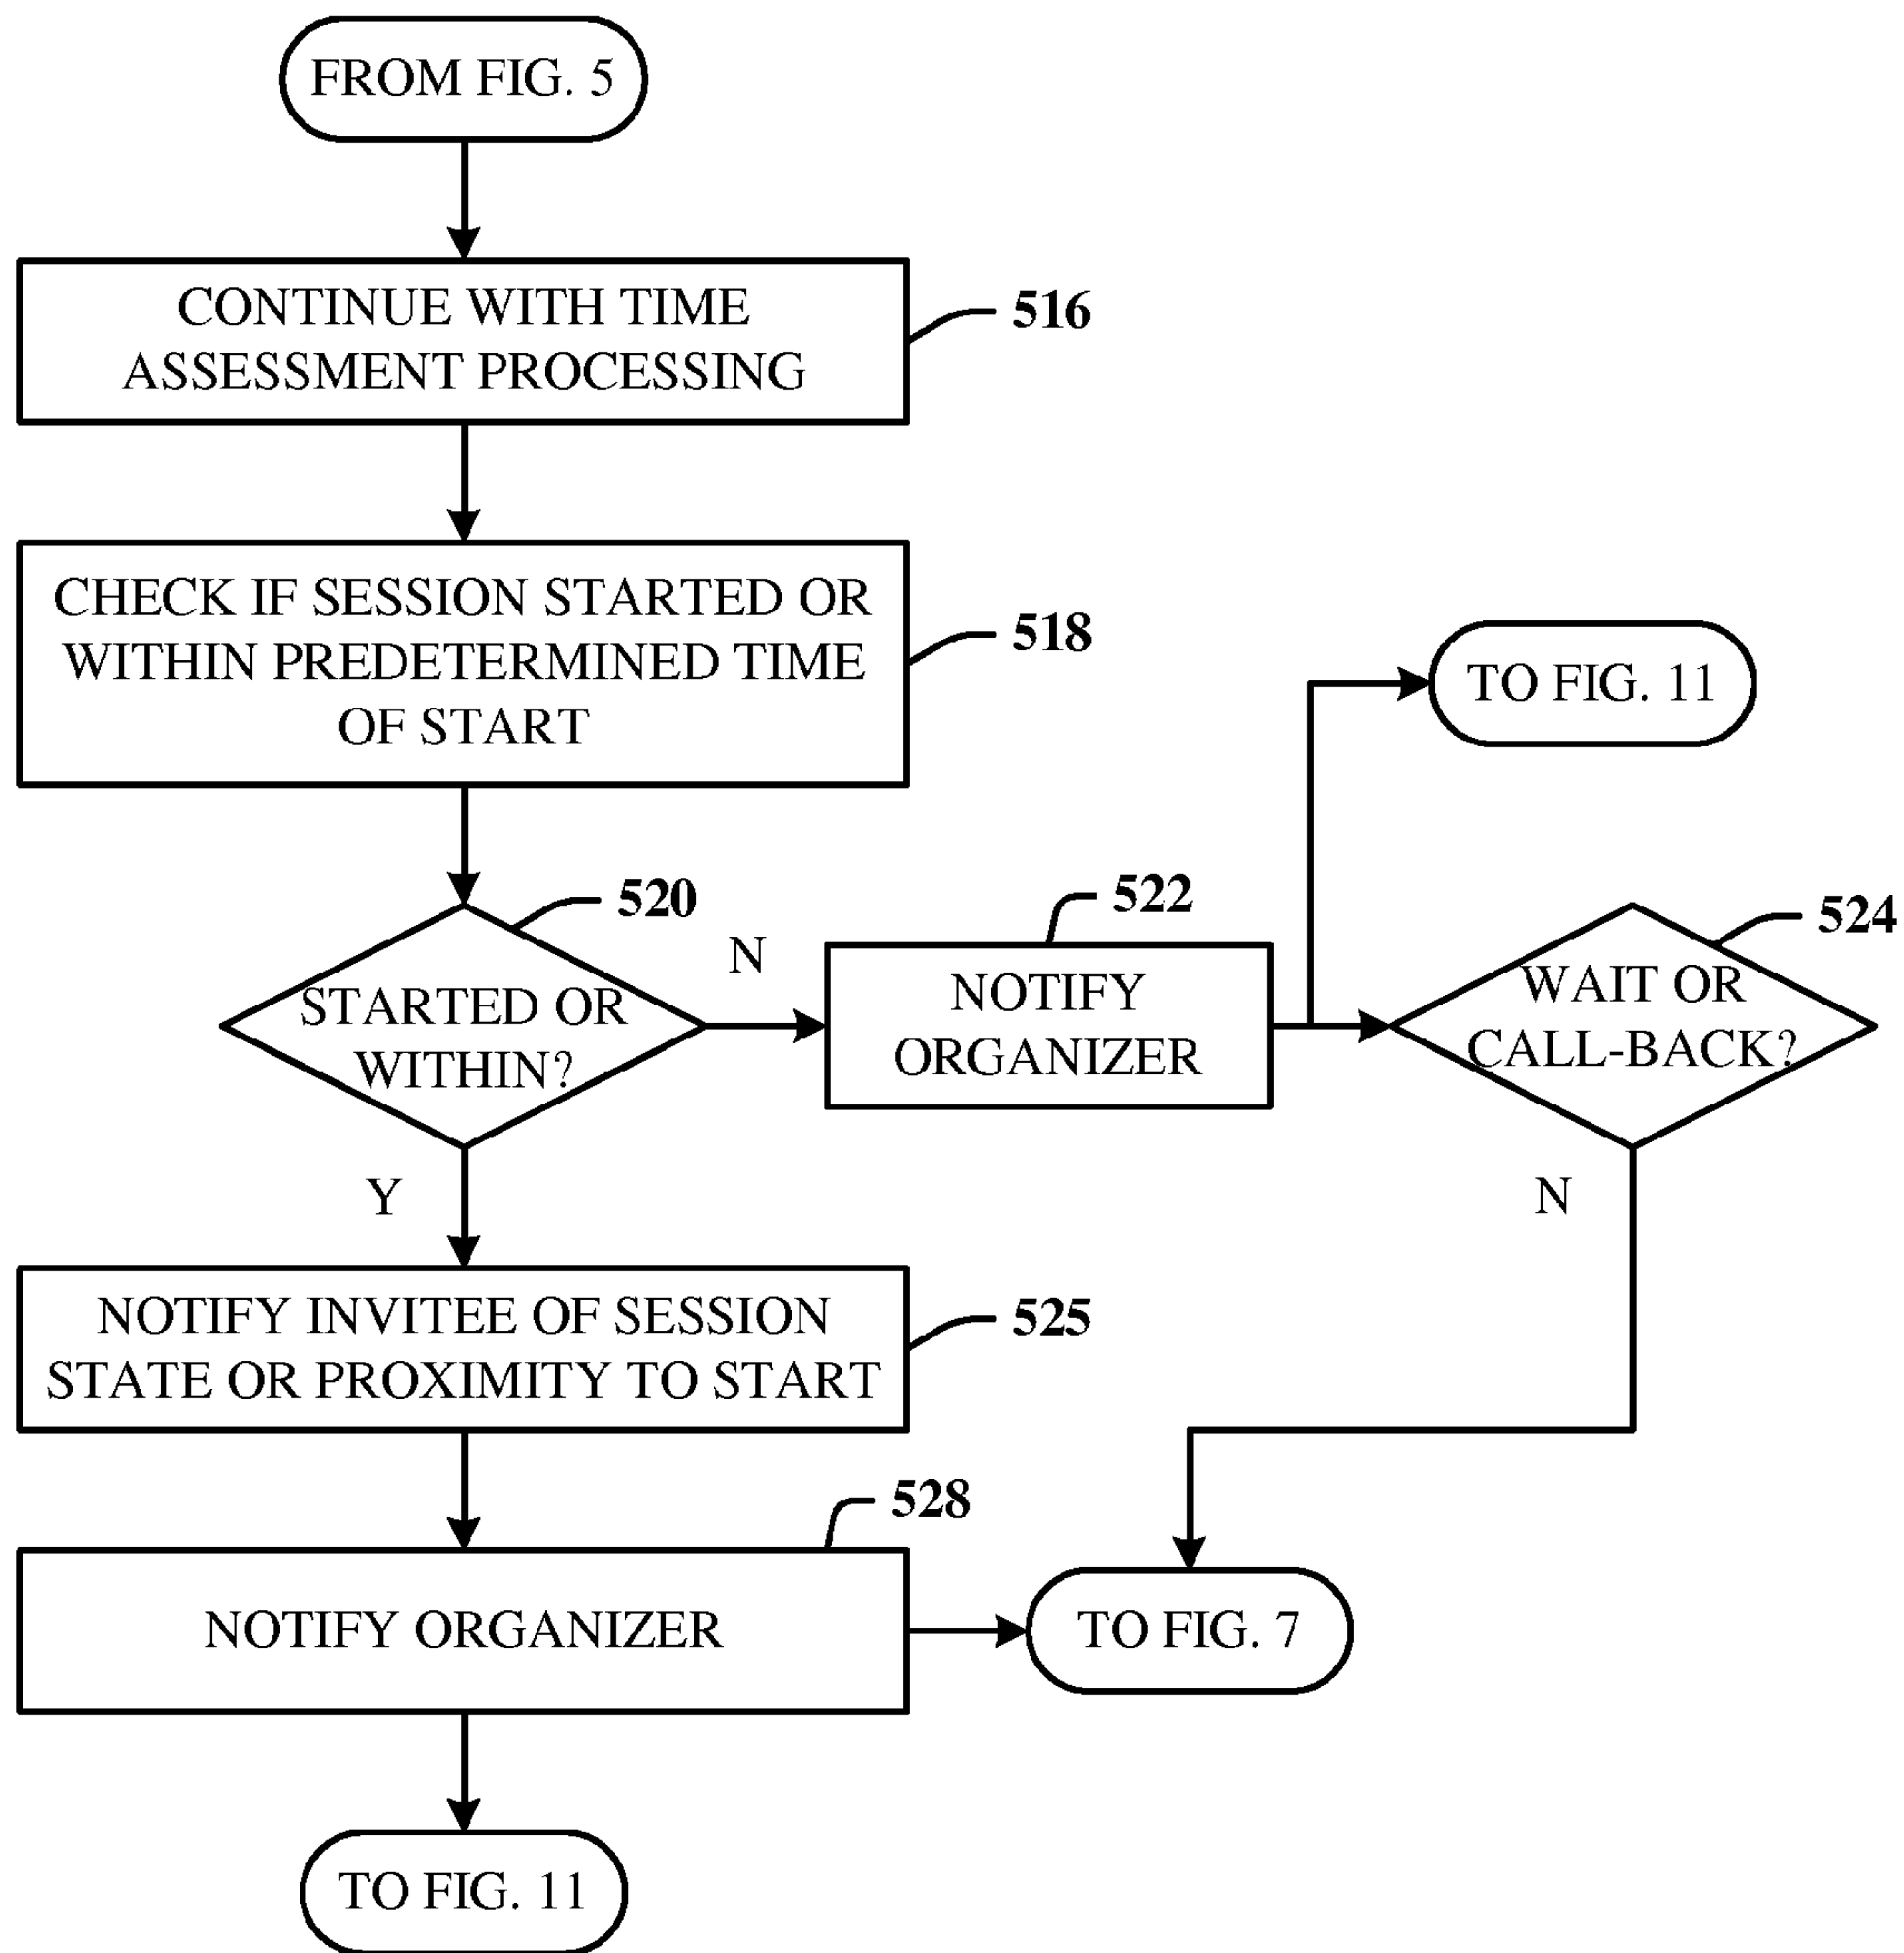 FROM FIG. 5
CONTINUE WITH TIME
ASSESSMENT PROCESSING
516
CHECK IF SESSION STARTED OR
WITHIN PREDETERMINED TIME
OF START
518
TO FIG. 11
520
STARTED OR
WITHIN?
N
522
NOTIFY
ORGANIZER
524
WAIT OR
CALL-BACK?
Y
N
NOTIFY INVITEE OF SESSION
STATE OR PROXIMITY TO START
525
528
NOTIFY ORGANIZER
TO FIG. 7
TO FIG. 11